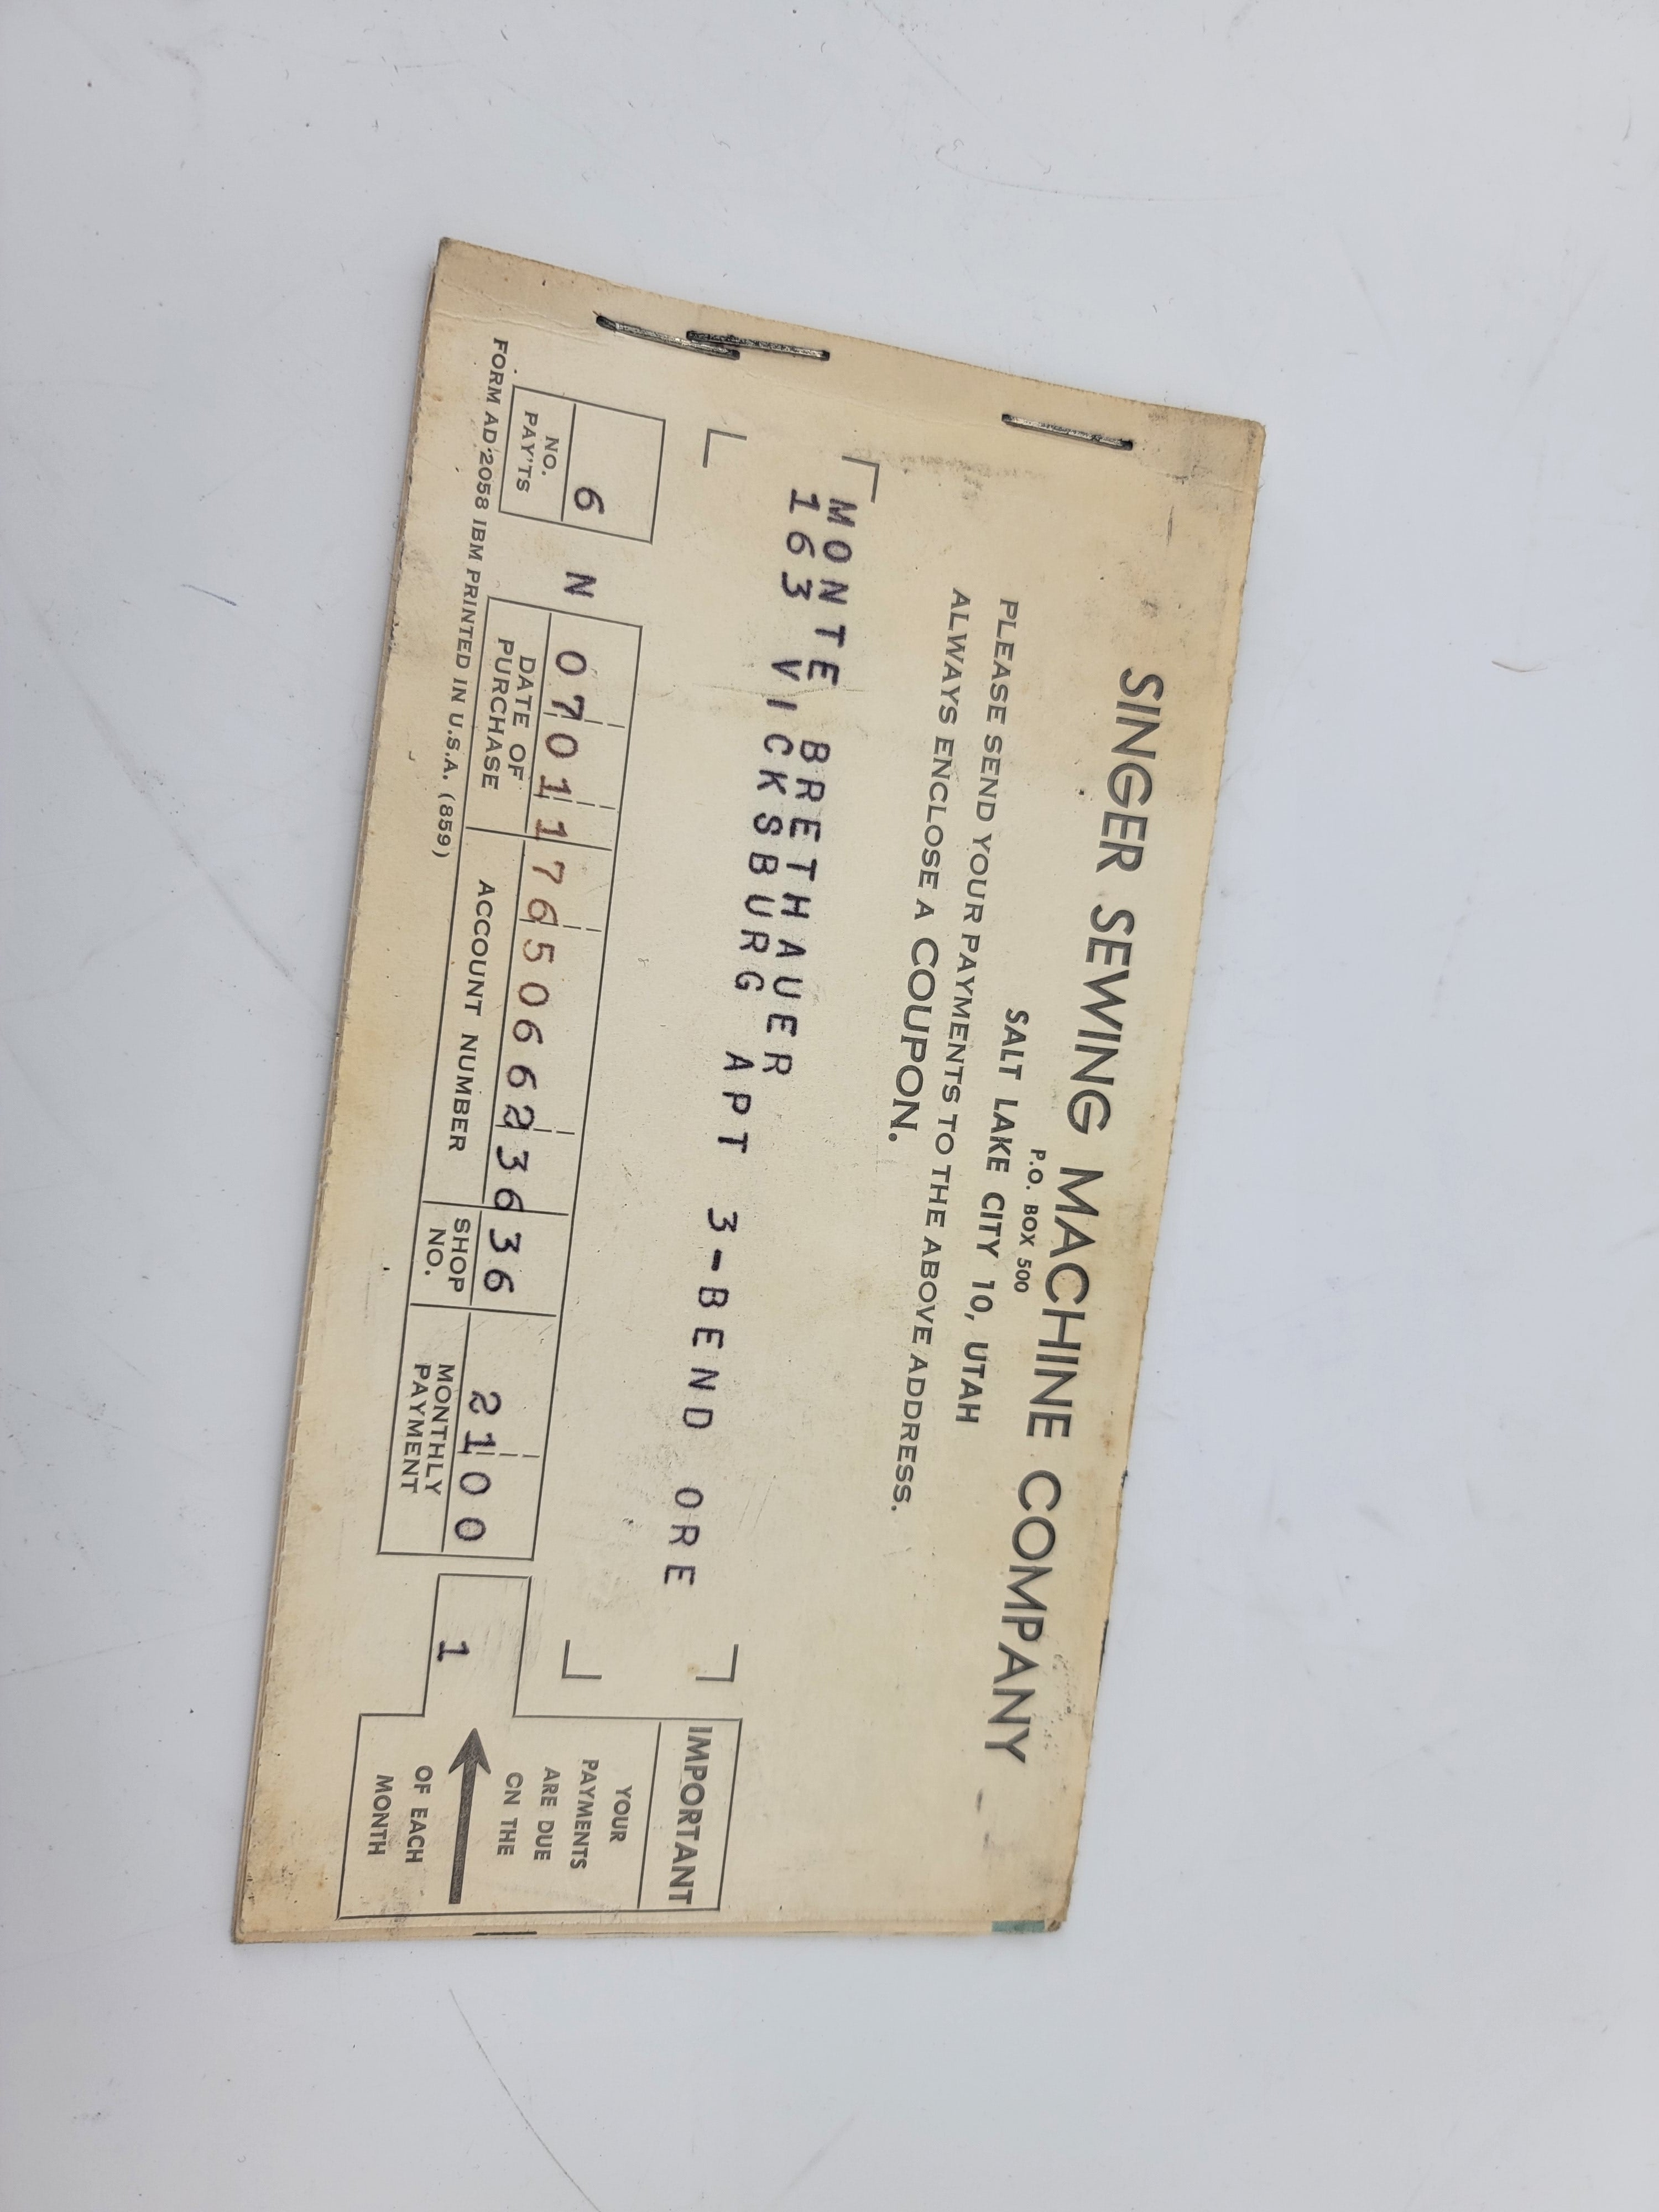 SINGER SEWING MACHINE COMPANY
P.O. BOX 500
SALT LAKE CITY 10, UTAH
PLEASE SEND YOUR PAYMENTS TO THE ABOVE ADDRESS.
ALWAYS ENCLOSE A COUPON.
MONTE BRETHAUER
163 VICKSBURG APT 3-BEND ORE
IMPORTANT
YOUR
PAYMENTS
ARE DUE
ON THE
OF EACH
MONTH
6 N 07011765066236 36 2100 1
NO. PAY'TS
DATE OF PURCHASE
ACCOUNT NUMBER
SHOP NO.
MONTHLY PAYMENT
FORM AD-2058 IBM PRINTED IN U.S.A. (859)